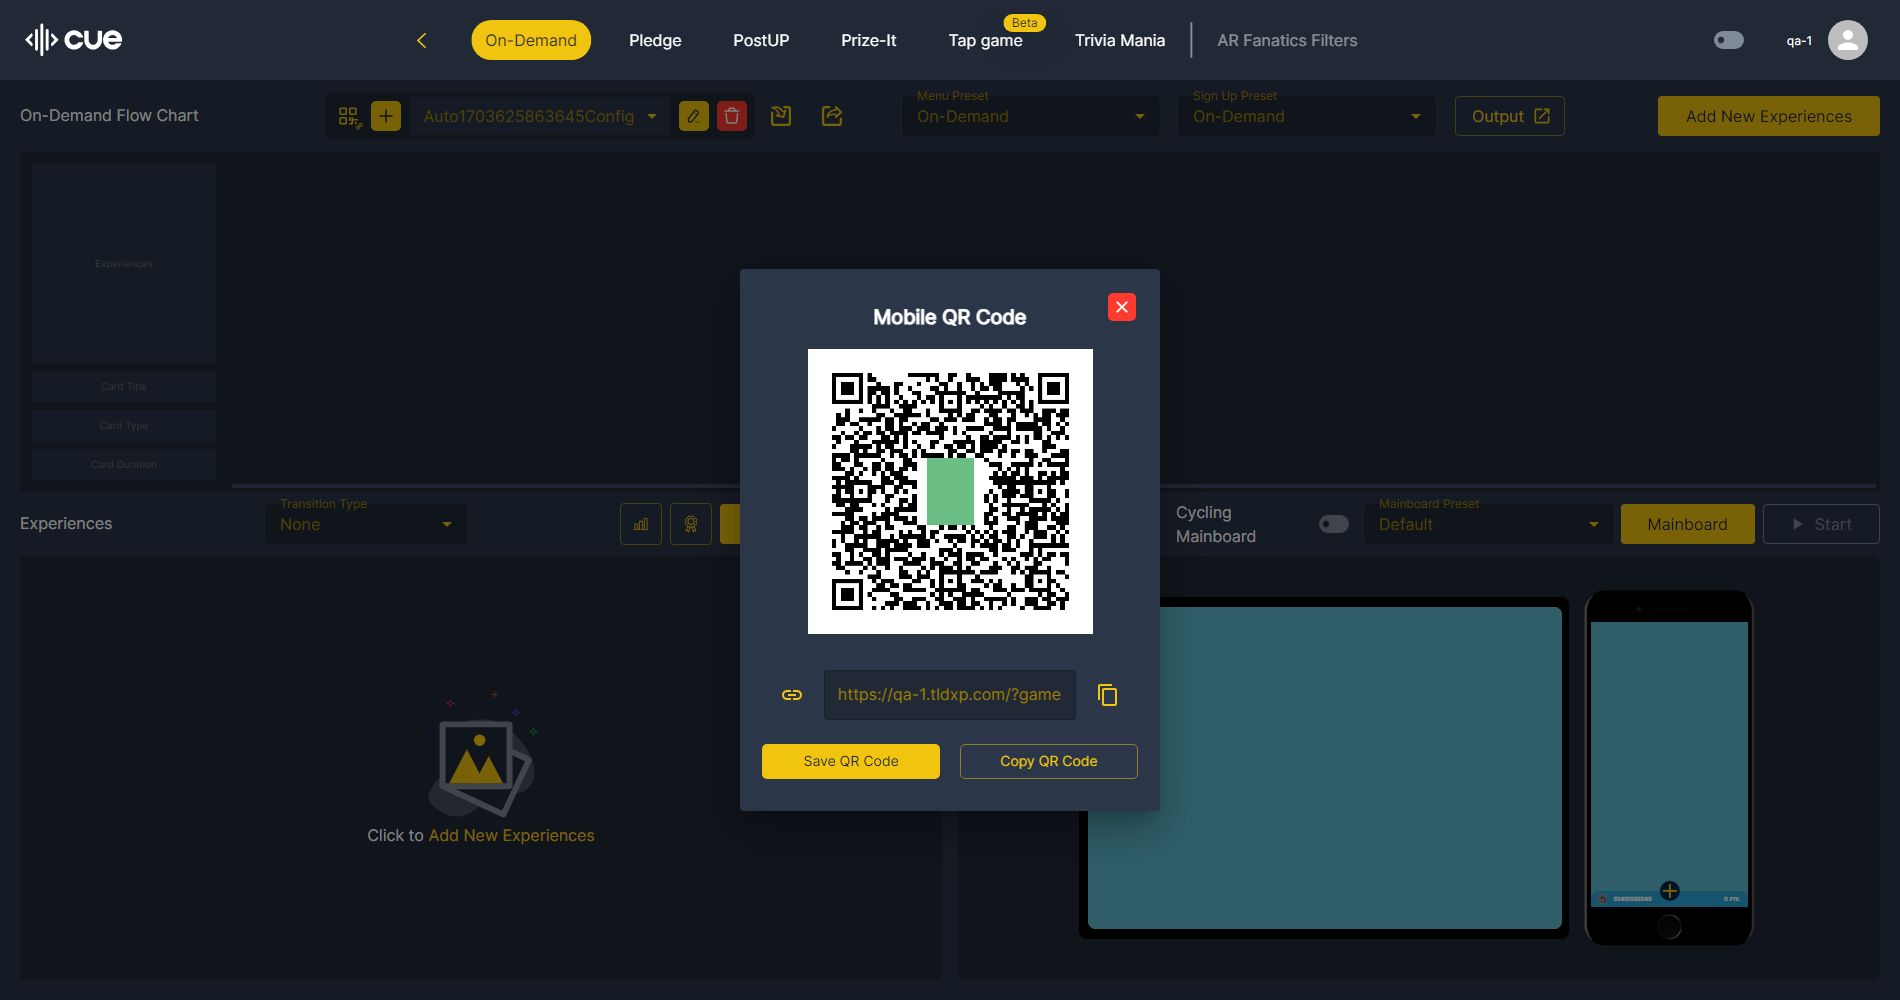 cue
On-Demand
Pledge
PostUP
Prize-It
Tap game
Beta
Trivia Mania
AR Fanatics Filters
qa-1
On-Demand Flow Chart
Auto1703625863645Config
Menu Preset
On-Demand
Sign Up Preset
On-Demand
Output
Add New Experiences
Experiences
Card Title
Card Type
Card Duration
Mobile QR Code
https://qa-1.tldxp.com/?game
Save QR Code
Copy QR Code
Experiences
Transition Type
None
Cycling
Mainboard
Mainboard Preset
Default
Mainboard
Start
Click to Add New Experiences
0 PTS